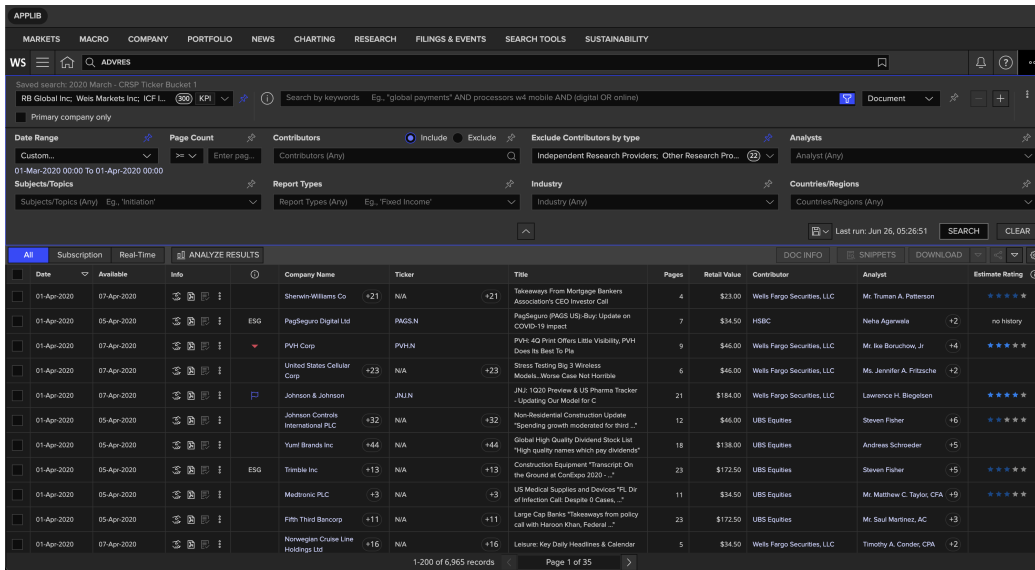 APPLIB
MARKETS MACRO COMPANY PORTFOLIO NEWS CHARTING RESEARCH FILINGS & EVENTS SEARCH TOOLS SUSTAINABILITY
WS ADVRES
Saved search: 2020 March - CRSP Ticker Bucket 1
RB Global Inc; Weis Markets Inc; ICF I... 300 KPI Search by keywords Eg., "global payments" AND processors w4 mobile AND (digital OR online) Document
Primary company only
Date Range Page Count Contributors Include Exclude Exclude Contributors by type Analysts
Custom... >= Enter pag... Contributors (Any) Independent Research Providers; Other Research Pro... 22 Analyst (Any)
01-Mar-2020 00:00 To 01-Apr-2020 00:00
Subjects/Topics Report Types Industry Countries/Regions
Subjects/Topics (Any) Eg., 'Initiation' Report Types (Any) Eg., 'Fixed Income' Industry (Any) Countries/Regions (Any)
Last run: Jun 26, 05:26:51 SEARCH CLEAR
All Subscription Real-Time ANALYZE RESULTS DOC INFO SNIPPETS DOWNLOAD
Date Available Info Company Name Ticker Title Pages Retail Value Contributor Analyst Estimate Rating
01-Apr-2020 07-Apr-2020 Sherwin-Williams Co +21 N/A +21 Takeaways From Mortgage Bankers
Association's CEO Investor Call 4 $23.00 Wells Fargo Securities, LLC Mr. Truman A. Patterson
01-Apr-2020 05-Apr-2020 ESG PagSeguro Digital Ltd PAGS.N PagSeguro (PAGS US)-Buy: Update on
COVID-19 impact 7 $34.50 HSBC Neha Agarwala +2 no history
01-Apr-2020 07-Apr-2020 PVH Corp PVH.N PVH: 4Q Print Offers Little Visibility, PVH
Does Its Best To Pla 9 $46.00 Wells Fargo Securities, LLC Mr. Ike Boruchow, Jr +4
01-Apr-2020 07-Apr-2020 United States Cellular
Corp +23 N/A +23 Stress Testing Big 3 Wireless
Models...Worse Case Not Horrible 6 $46.00 Wells Fargo Securities, LLC Ms. Jennifer A. Fritzsche +2
01-Apr-2020 07-Apr-2020 Johnson & Johnson JNJ.N JNJ: 1Q20 Preview & US Pharma Tracker
- Updating Our Model for C 21 $184.00 Wells Fargo Securities, LLC Lawrence H. Biegelsen
01-Apr-2020 05-Apr-2020 Johnson Controls
International PLC +32 N/A +32 Non-Residential Construction Update
"Spending growth moderated for third ..." 12 $46.00 UBS Equities Steven Fisher +6
01-Apr-2020 05-Apr-2020 Yum! Brands Inc +44 N/A +44 Global High Quality Dividend Stock List
"High quality names which pay dividends" 18 $138.00 UBS Equities Andreas Schroeder +5
01-Apr-2020 05-Apr-2020 ESG Trimble Inc +13 N/A +13 Construction Equipment "Transcript: On
the Ground at ConExpo 2020 - ..." 23 $172.50 UBS Equities Steven Fisher +5
01-Apr-2020 05-Apr-2020 Medtronic PLC +3 N/A +3 US Medical Supplies and Devices "FL Dir
of Infection Call: Despite 0 Cases, ..." 11 $34.50 UBS Equities Mr. Matthew C. Taylor, CFA +9
01-Apr-2020 05-Apr-2020 Fifth Third Bancorp +11 N/A +11 Large Cap Banks "Takeaways from policy
call with Haroon Khan, Federal ..." 23 $172.50 UBS Equities Mr. Saul Martinez, AC +3
01-Apr-2020 07-Apr-2020 Norwegian Cruise Line
Holdings Ltd +16 N/A +16 Leisure: Key Daily Headlines & Calendar 5 $34.50 Wells Fargo Securities, LLC Timothy A. Conder, CPA +2
1-200 of 6,965 records Page 1 of 35